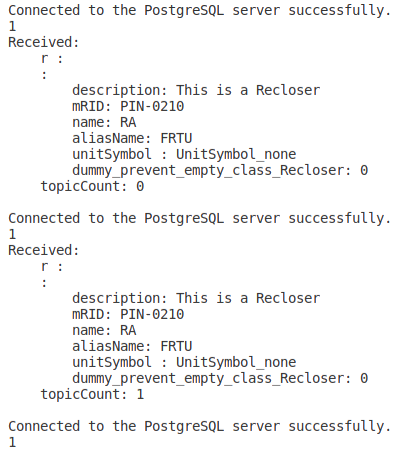 Connected to the PostgreSQL server successfully.
1
Received:
    r :
    :
        description: This is a Recloser
        mRID: PIN-0210
        name: RA
        aliasName: FRTU
        unitSymbol : UnitSymbol_none
        dummy_prevent_empty_class_Recloser: 0
    topicCount: 0

Connected to the PostgreSQL server successfully.
1
Received:
    r :
    :
        description: This is a Recloser
        mRID: PIN-0210
        name: RA
        aliasName: FRTU
        unitSymbol : UnitSymbol_none
        dummy_prevent_empty_class_Recloser: 0
    topicCount: 1

Connected to the PostgreSQL server successfully.
1